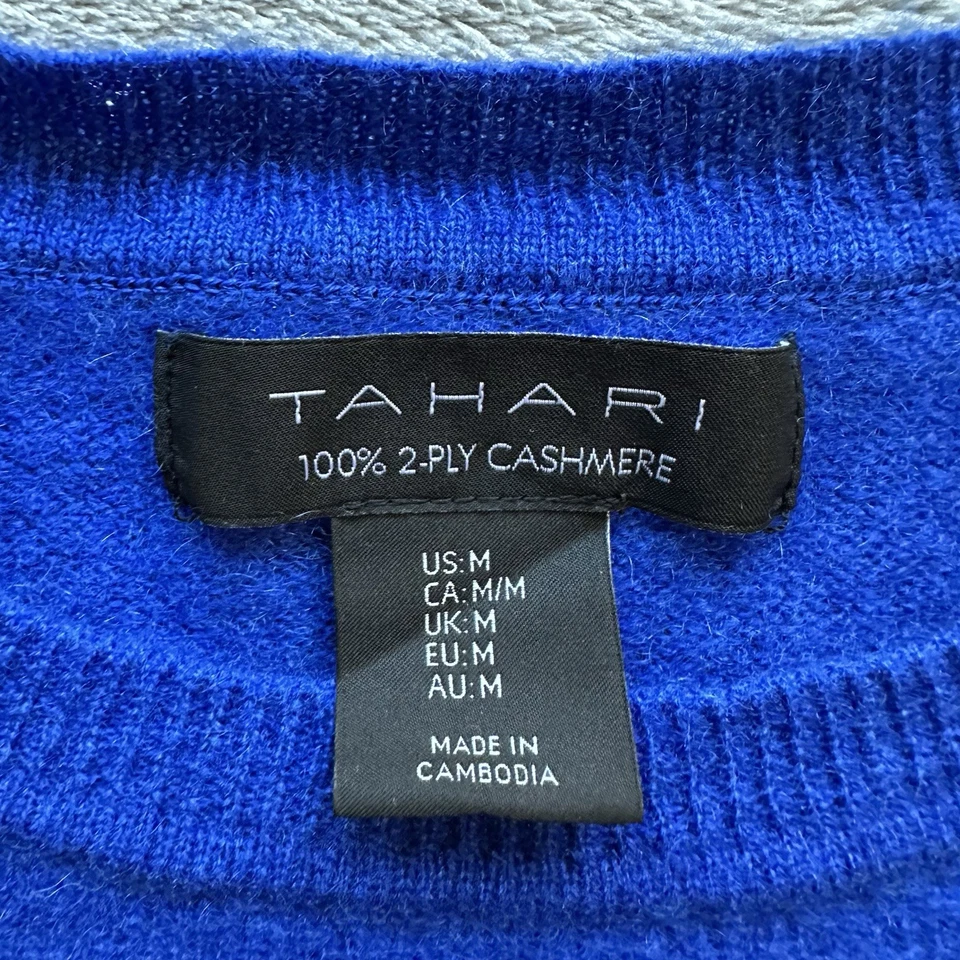 TAHARI
100% 2-PLY CASHMERE
US: M
CA: M/M
UK: M
EU: M
AU: M
MADE IN
CAMBODIA